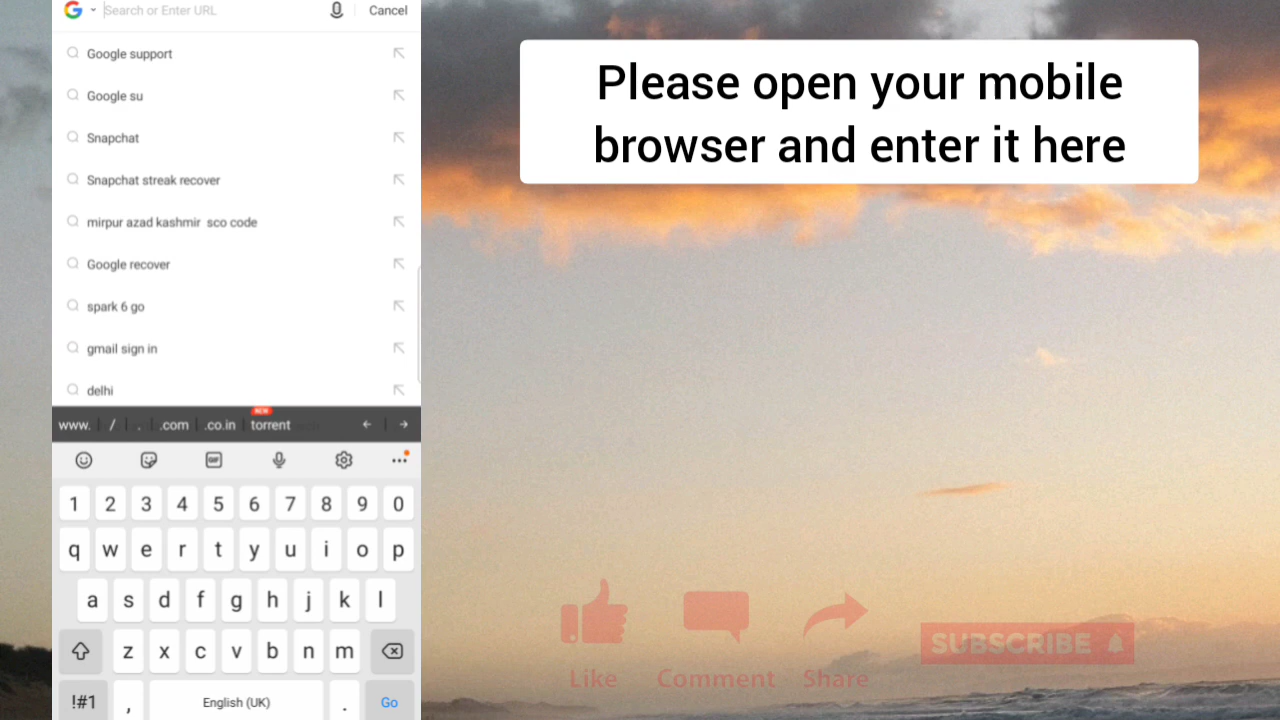 Search or Enter URL
Cancel
Google support
Google su
Snapchat
Snapchat streak recover
mirpur azad kashmir sco code
Google recover
spark 6 go
gmail sign in
delhi
NEW
www. / . .com .co.in torrent
GIF
1 2 3 4 5 6 7 8 9 0
q w e r t y u i o p
a s d f g h j k l
z x c v b n m
!#1 , English (UK) . Go
Please open your mobile
browser and enter it here
SUBSCRIBE
Like Comment Share